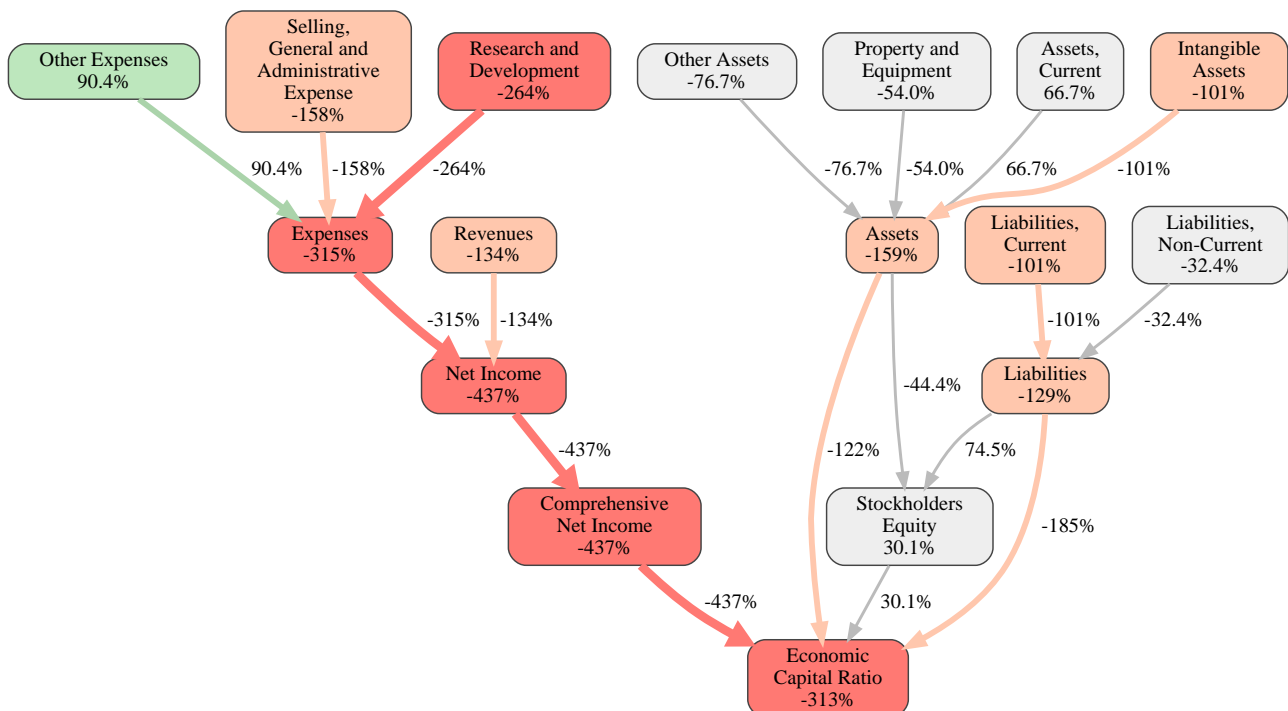 Other Expenses
90.4%
Selling,
General and
Administrative
Expense
-158%
Research and
Development
-264%
Other Assets
-76.7%
Property and
Equipment
-54.0%
Assets,
Current
66.7%
Intangible
Assets
-101%
90.4%
-158%
-264%
-76.7%
-54.0%
66.7%
-101%
Expenses
-315%
Revenues
-134%
Assets
-159%
Liabilities,
Current
-101%
Liabilities,
Non-Current
-32.4%
-315%
-134%
-101%
-32.4%
Net Income
-437%
-44.4%
Liabilities
-129%
-437%
-122%
74.5%
Comprehensive
Net Income
-437%
Stockholders
Equity
30.1%
-185%
-437%
30.1%
Economic
Capital Ratio
-313%